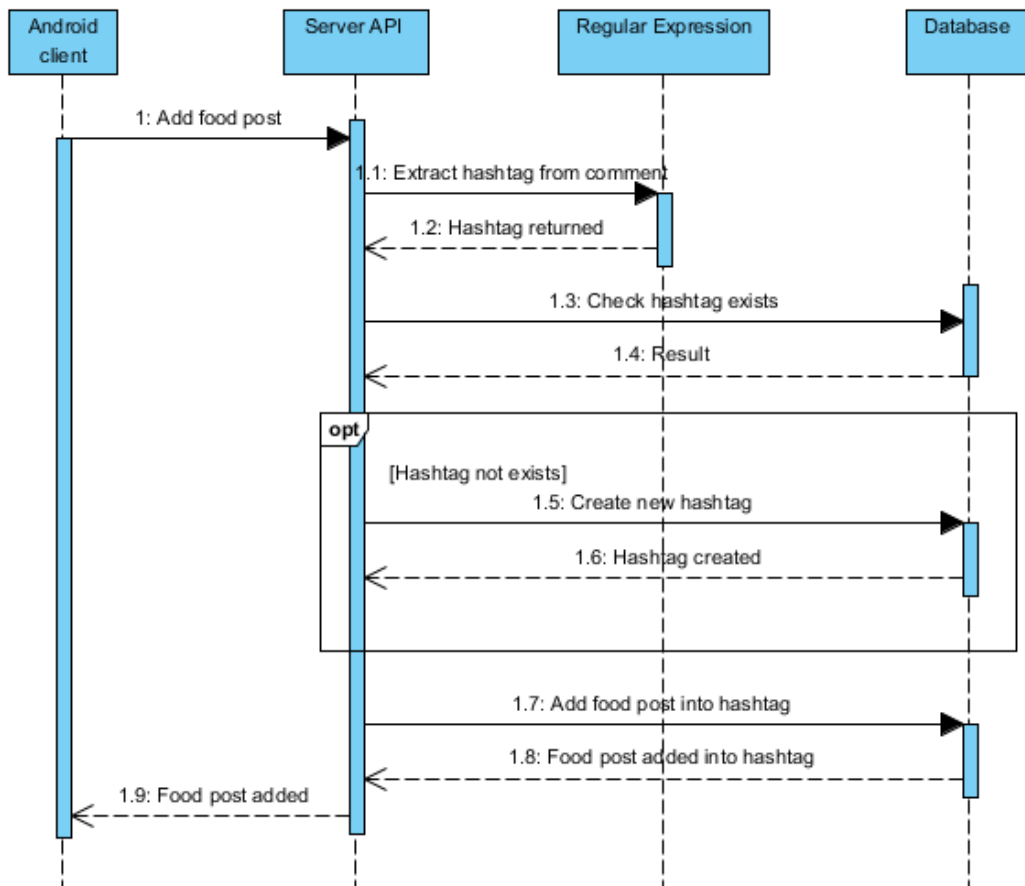 Android
client
Server API
Regular Expression
Database
1: Add food post
1.1: Extract hashtag from comment
1.2: Hashtag returned
1.3: Check hashtag exists
1.4: Result
opt
[Hashtag not exists]
1.5: Create new hashtag
1.6: Hashtag created
1.7: Add food post into hashtag
1.8: Food post added into hashtag
1.9: Food post added